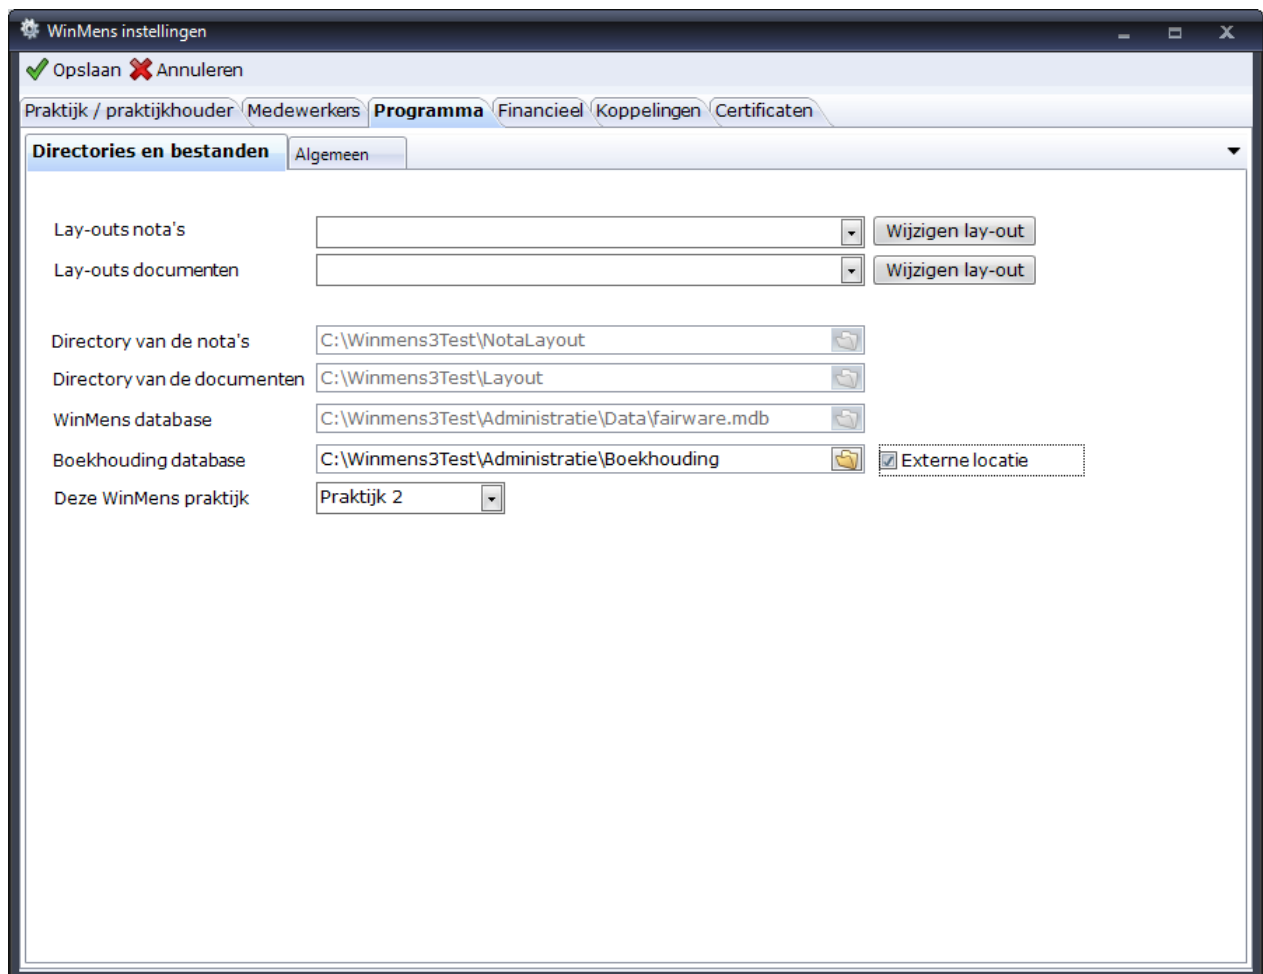 WinMens instellingen
Opslaan Annuleren
Praktijk / praktijkhouder Medewerkers Programma Financieel Koppelingen Certificaten
Directories en bestanden Algemeen
Lay-outs nota's Wijzigen lay-out
Lay-outs documenten Wijzigen lay-out
Directory van de nota's C:\Winmens3Test\NotaLayout
Directory van de documenten C:\Winmens3Test\Layout
WinMens database C:\Winmens3Test\Administratie\Data\fairware.mdb
Boekhouding database C:\Winmens3Test\Administratie\Boekhouding Externe locatie
Deze WinMens praktijk Praktijk 2